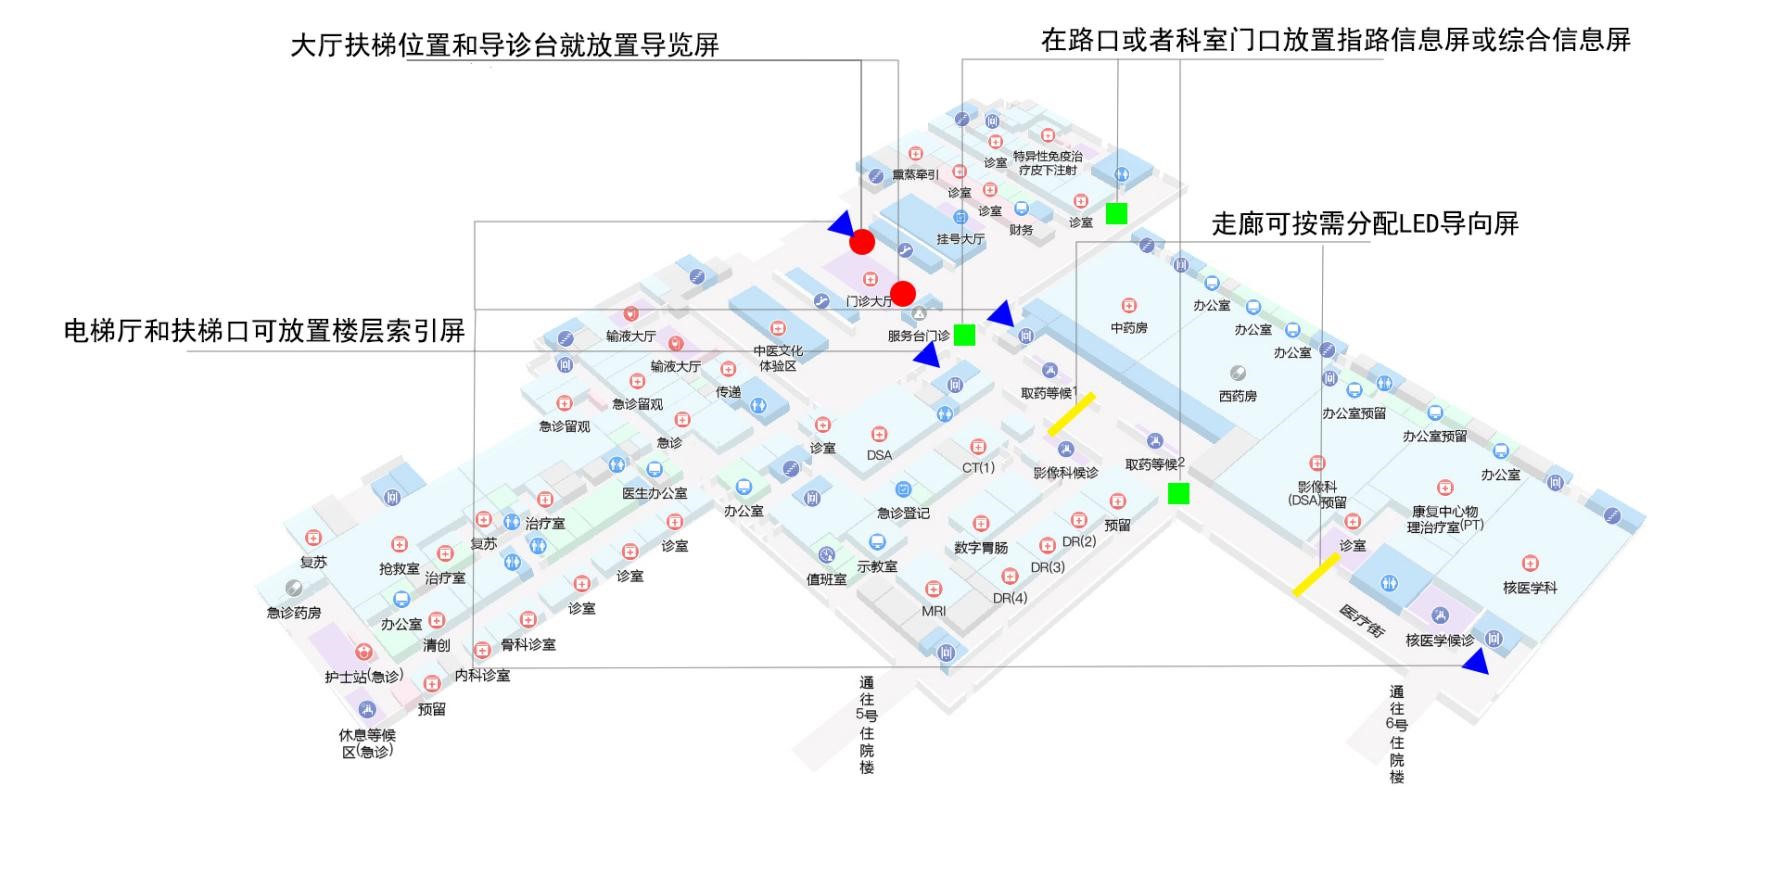 大厅扶梯位置和导诊台就放置导览屏
在路口或者科室门口放置指路信息屏或综合信息屏
走廊可按需分配LED导向屏
电梯厅和扶梯口可放置楼层索引屏
诊室
特异性免疫治
疗皮下注射
熏蒸牵引
诊室
诊室
财务
诊室
挂号大厅
门诊大厅
服务台门诊
中药房
办公室
办公室
办公室
输液大厅
输液大厅
中医文化
体验区
传递
取药等候1
西药房
办公室预留
办公室预留
办公室
急诊留观
急诊留观
急诊
诊室
DSA
CT(1)
影像科候诊
取药等候2
影像科
(DSA)预留
康复中心物
理治疗室(PT)
医生办公室
办公室
急诊登记
预留
治疗室
复苏
诊室
数字胃肠
DR(2)
诊室
复苏
抢救室
治疗室
诊室
值班室
示教室
DR(3)
核医学科
急诊药房
办公室
诊室
MRI
DR(4)
医疗街
清创
骨科诊室
核医学候诊
护士站(急诊)
内科诊室
预留
休息等候
区(急诊)
通往5号住院楼
通往6号住院楼